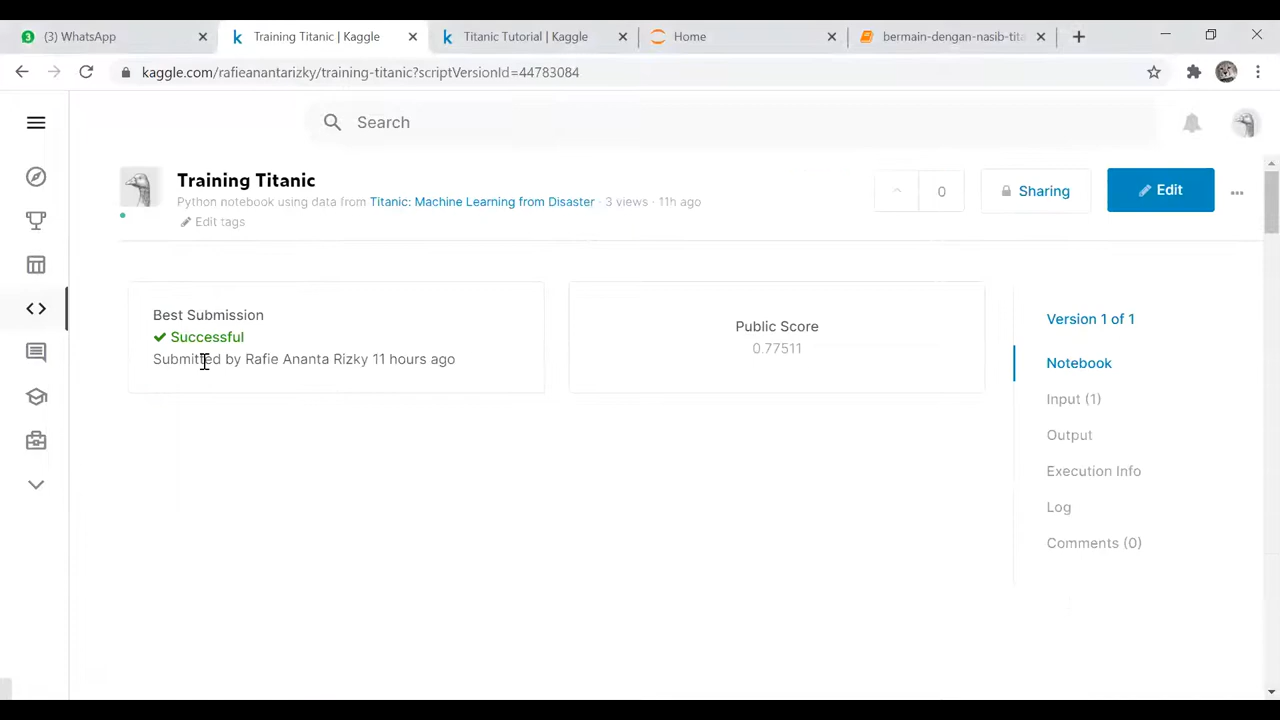 (3) WhatsApp
Training Titanic | Kaggle
Titanic Tutorial | Kaggle
Home
bermain-dengan-nasib-tita
kaggle.com/rafieanantarizky/training-titanic?scriptVersionId=44783084
Search
Training Titanic
Python notebook using data from Titanic: Machine Learning from Disaster · 3 views · 11h ago
Edit tags
0
Sharing
Edit
Best Submission
Successful
Submitted by Rafie Ananta Rizky 11 hours ago
Public Score
0.77511
Version 1 of 1
Notebook
Input (1)
Output
Execution Info
Log
Comments (0)